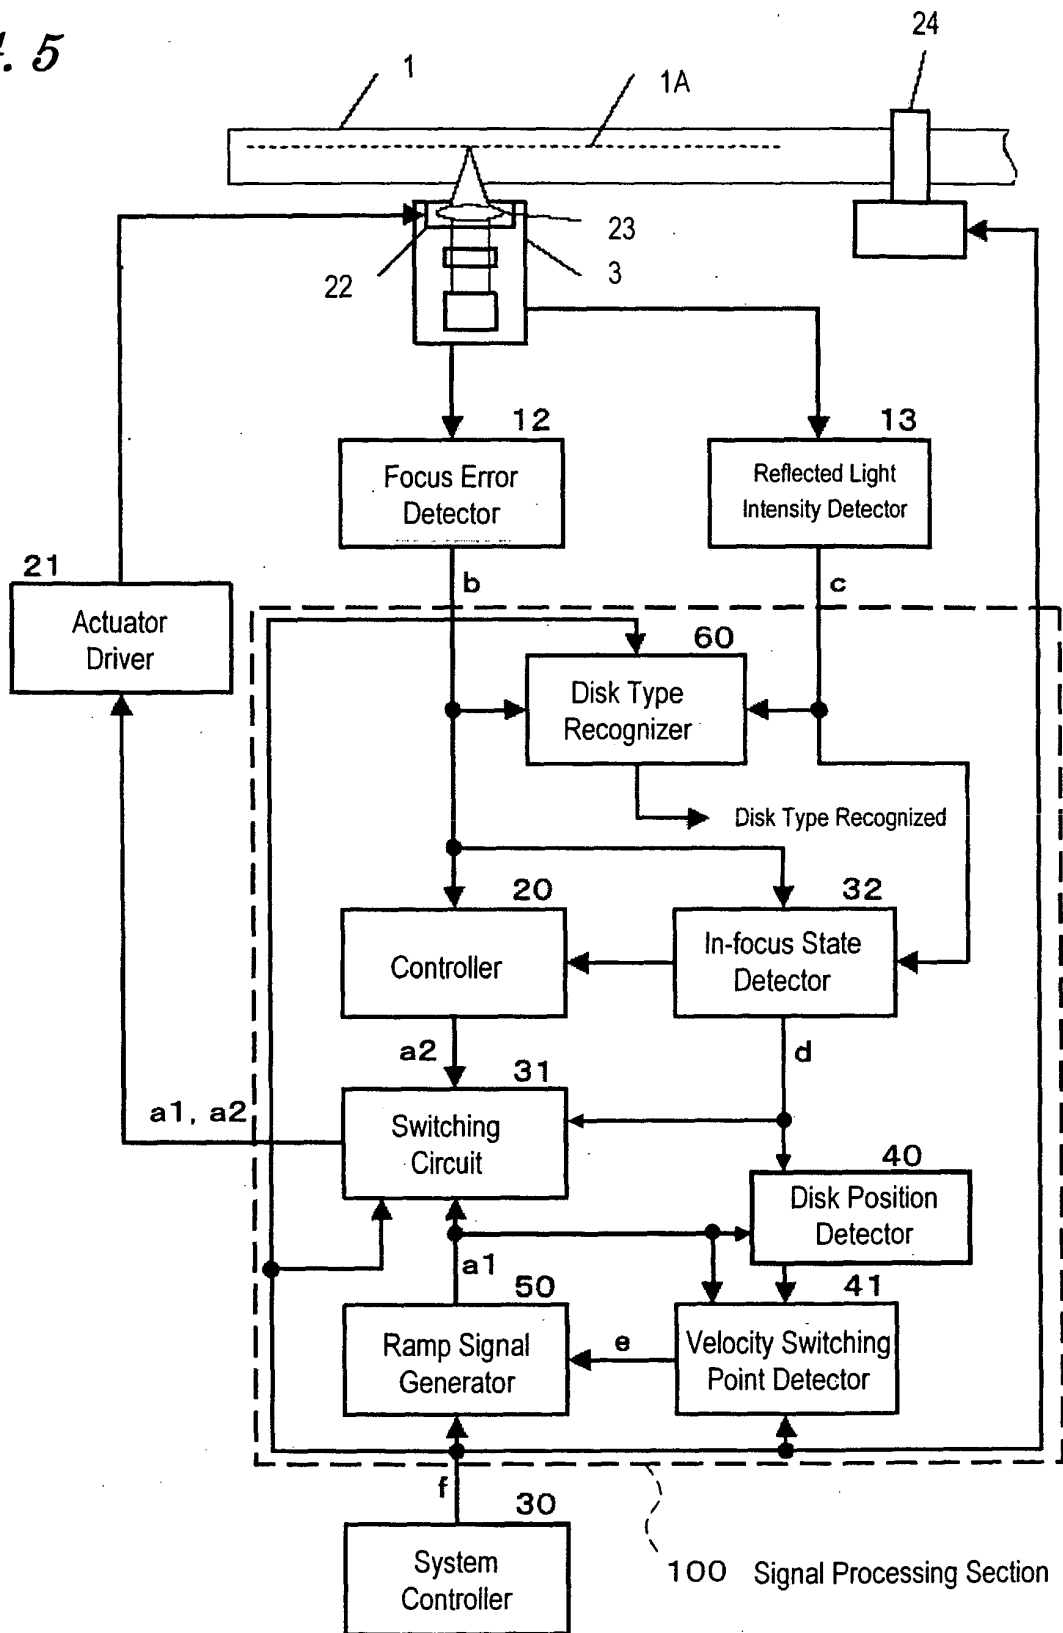 . 5
24
1
1A
23
3
22
12
Focus Error
Detector
13
Reflected Light
Intensity Detector
21
Actuator
Driver
b
c
60
Disk Type
Recognizer
Disk Type Recognized
20
Controller
32
In-focus State
Detector
a2
d
31
Switching
Circuit
a1, a2
40
Disk Position
Detector
a1
50
Ramp Signal
Generator
e
41
Velocity Switching
Point Detector
f
30
System
Controller
100 Signal Processing Section